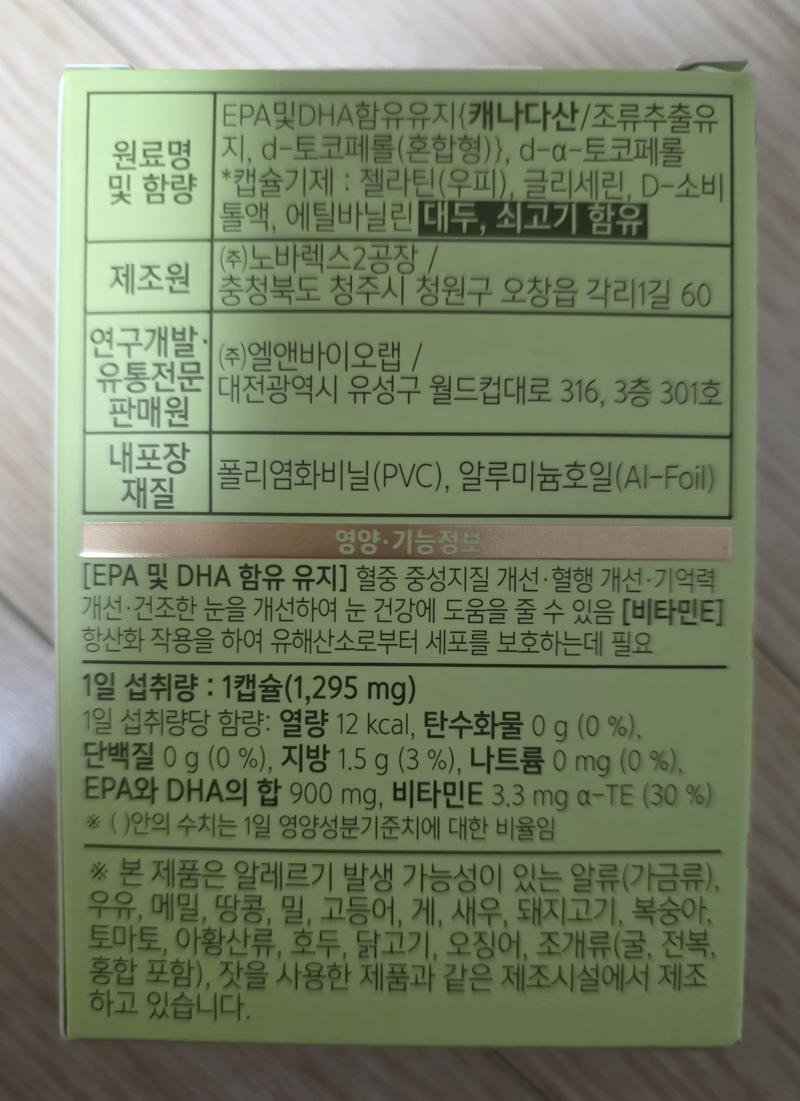 원료명
및 함량
EPA및DHA함유유지{캐나다산/조류추출유
지, d-토코페롤(혼합형)}, d-α-토코페롤
*캡슐기제 : 젤라틴(우피), 글리세린, D-소비
톨액, 에틸바닐린 대두, 쇠고기 함유
제조원
㈜노바렉스2공장 /
충청북도 청주시 청원구 오창읍 각리1길 60
연구개발·
유통전문
판매원
㈜엘앤바이오랩 /
대전광역시 유성구 월드컵대로 316, 3층 301호
내포장
재질
폴리염화비닐(PVC), 알루미늄호일(Al-Foil)
영양·기능정보
[EPA 및 DHA 함유 유지] 혈중 중성지질 개선·혈행 개선·기억력
개선·건조한 눈을 개선하여 눈 건강에 도움을 줄 수 있음 [비타민E]
항산화 작용을 하여 유해산소로부터 세포를 보호하는데 필요
1일 섭취량 : 1캡슐(1,295 mg)
1일 섭취량당 함량: 열량 12 kcal, 탄수화물 0 g (0 %),
단백질 0 g (0 %), 지방 1.5 g (3 %), 나트륨 0 mg (0 %),
EPA와 DHA의 합 900 mg, 비타민E 3.3 mg α-TE (30 %)
※ ( )안의 수치는 1일 영양성분기준치에 대한 비율임
※ 본 제품은 알레르기 발생 가능성이 있는 알류(가금류),
우유, 메밀, 땅콩, 밀, 고등어, 게, 새우, 돼지고기, 복숭아,
토마토, 아황산류, 호두, 닭고기, 오징어, 조개류(굴, 전복,
홍합 포함), 잣을 사용한 제품과 같은 제조시설에서 제조
하고 있습니다.